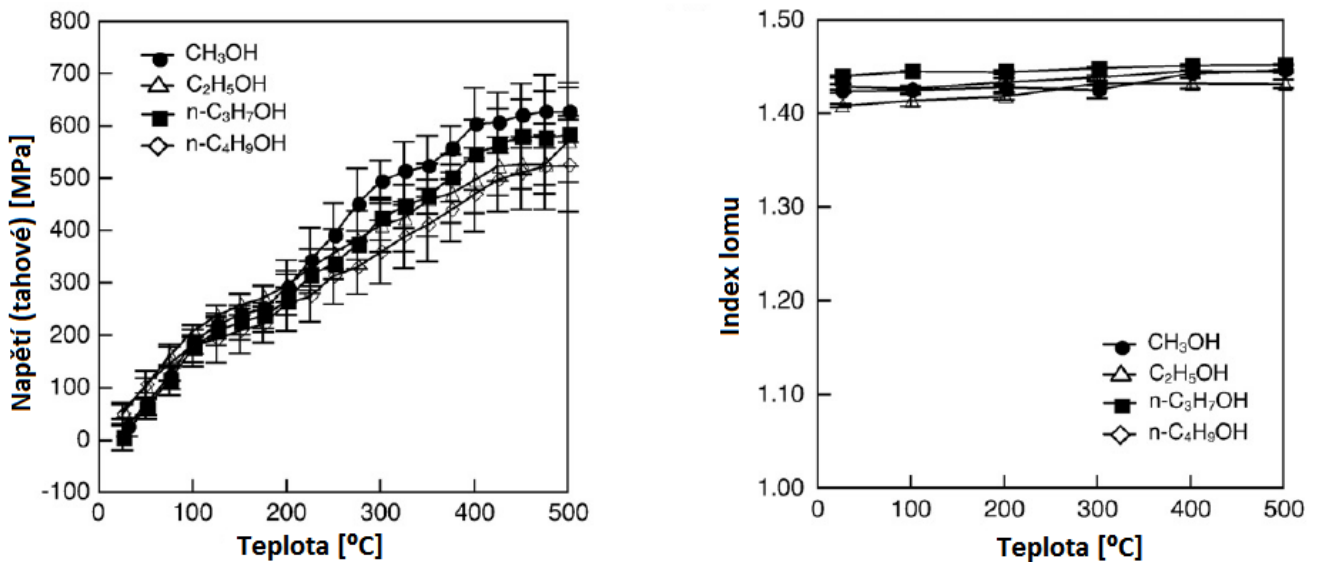 800
700
600
500
400
300
200
100
0
-100
Napětí (tahové) [MPa]
CH₃OH
C₂H₅OH
n-C₃H₇OH
n-C₄H₉OH
0 100 200 300 400 500
Teplota [⁰C]
1.50
1.40
1.30
1.20
1.10
1.00
Index lomu
CH₃OH
C₂H₅OH
n-C₃H₇OH
n-C₄H₉OH
0 100 200 300 400 500
Teplota [⁰C]